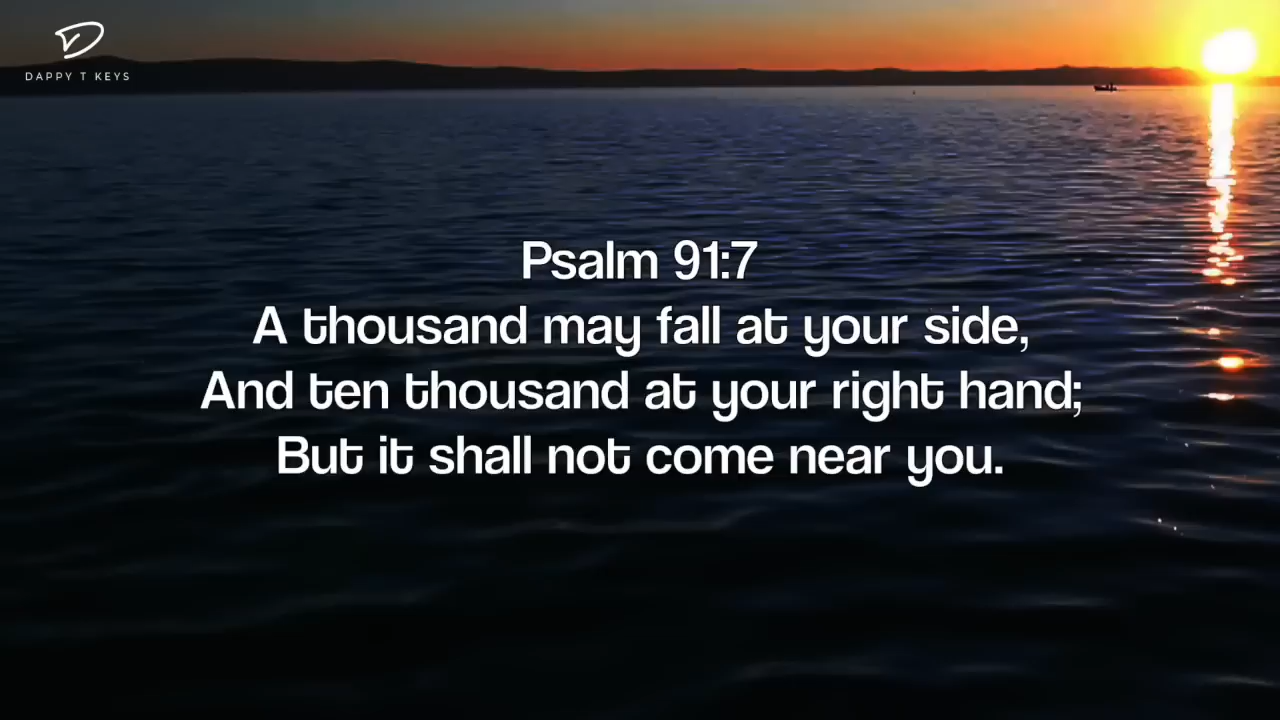 DAPPY T KEYS
Psalm 91:7
A thousand may fall at your side,
And ten thousand at your right hand;
But it shall not come near you.